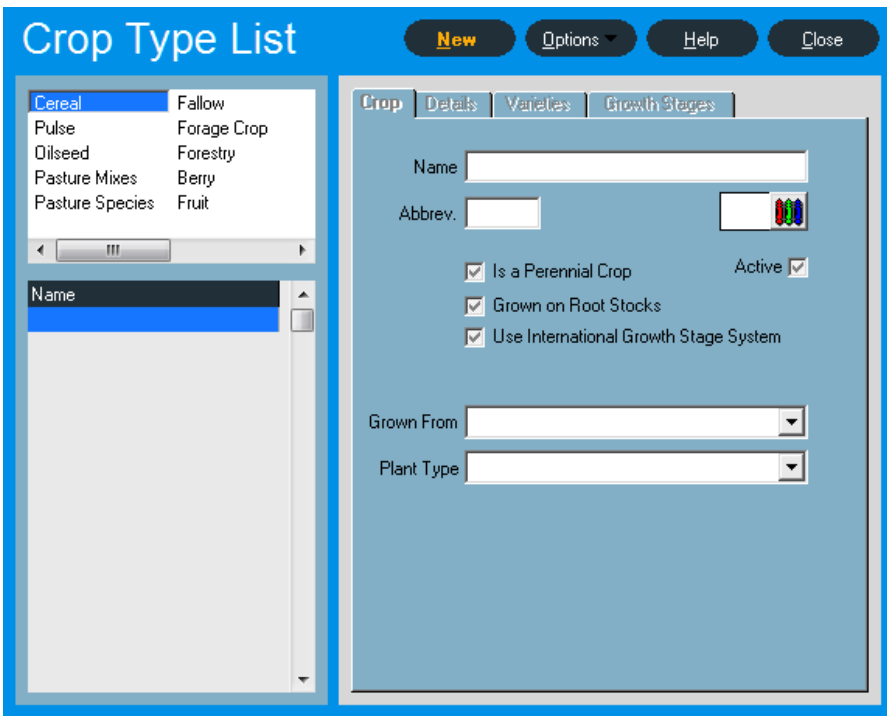 Crop Type List
New Options Help Close
Cereal Fallow
Pulse Forage Crop
Oilseed Forestry
Pasture Mixes Berry
Pasture Species Fruit
Name
Crop Details Varieties Growth Stages
Name
Abbrev.
Is a Perennial Crop Active
Grown on Root Stocks
Use International Growth Stage System
Grown From
Plant Type